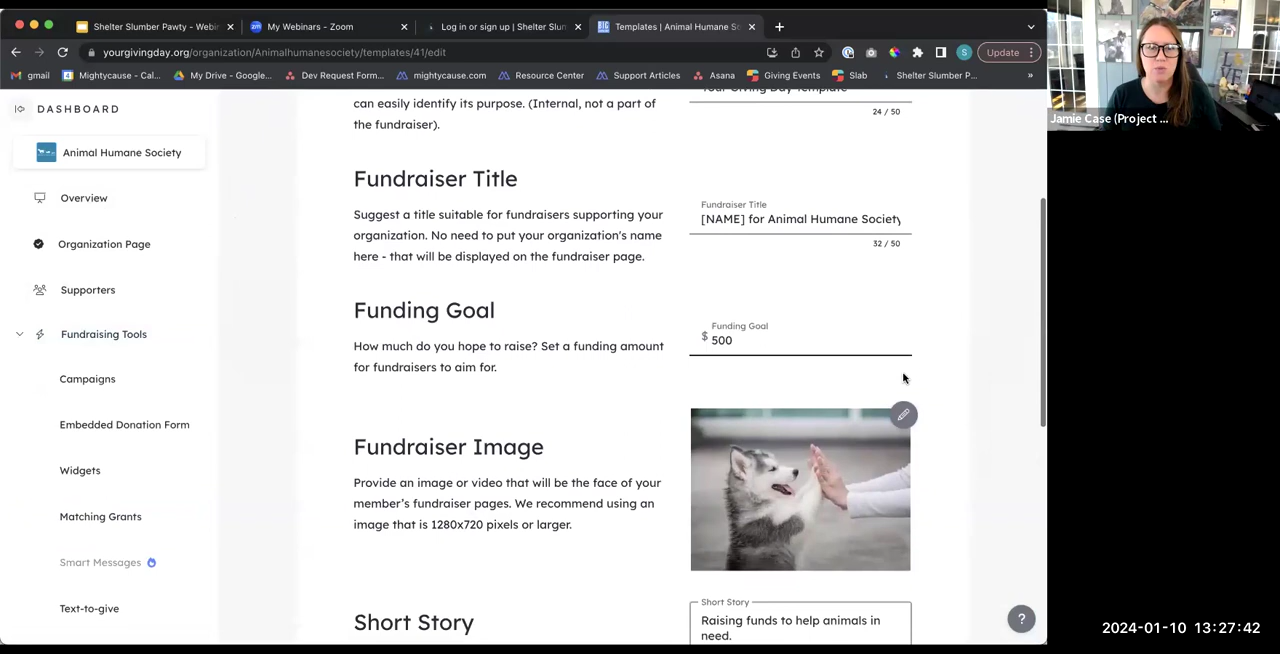 Shelter Slumber Pawty - Webin
My Webinars - Zoom
Log in or sign up | Shelter Slun
Templates | Animal Humane So
yourgivingday.org/organization/Animalhumanesociety/templates/41/edit
S
Update
gmail
Mightycause - Cal...
My Drive - Google...
Dev Request Form...
mightycause.com
Resource Center
Support Articles
Asana
Giving Events
Slab
Shelter Slumber P...
»
DASHBOARD
Animal Humane Society
Overview
Organization Page
Supporters
Fundraising Tools
Campaigns
Embedded Donation Form
Widgets
Matching Grants
Smart Messages
Text-to-give
can easily identify its purpose. (Internal, not a part of
the fundraiser).
Your Giving Day Template
24 / 50
Fundraiser Title
Suggest a title suitable for fundraisers supporting your
organization. No need to put your organization's name
here - that will be displayed on the fundraiser page.
Fundraiser Title
[NAME] for Animal Humane Society
32 / 50
Funding Goal
How much do you hope to raise? Set a funding amount
for fundraisers to aim for.
Funding Goal
$ 500
Fundraiser Image
Provide an image or video that will be the face of your
member's fundraiser pages. We recommend using an
image that is 1280x720 pixels or larger.
Short Story
Short Story
Raising funds to help animals in
need.
?
Jamie Case (Project ...
2024-01-10 13:27:42